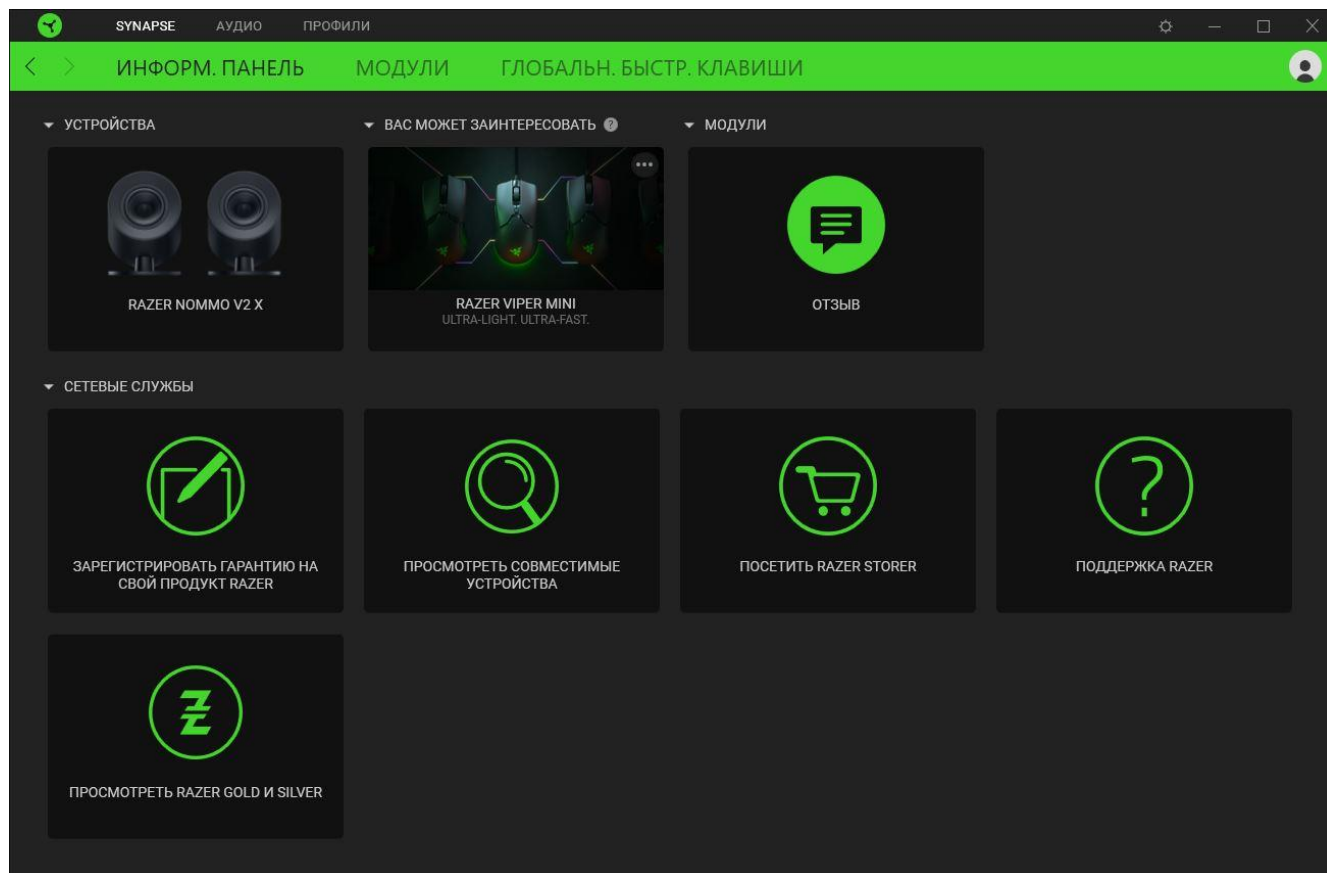 SYNAPSE АУДИО ПРОФИЛИ
ИНФОРМ. ПАНЕЛЬ МОДУЛИ ГЛОБАЛЬН. БЫСТР. КЛАВИШИ
УСТРОЙСТВА
RAZER NOMMO V2 X
ВАС МОЖЕТ ЗАИНТЕРЕСОВАТЬ ?
RAZER VIPER MINI
ULTRA-LIGHT. ULTRA-FAST.
МОДУЛИ
ОТЗЫВ
СЕТЕВЫЕ СЛУЖБЫ
ЗАРЕГИСТРИРОВАТЬ ГАРАНТИЮ НА
СВОЙ ПРОДУКТ RAZER
ПРОСМОТРЕТЬ СОВМЕСТИМЫЕ
УСТРОЙСТВА
ПОСЕТИТЬ RAZER STORER
ПОДДЕРЖКА RAZER
ПРОСМОТРЕТЬ RAZER GOLD И SILVER